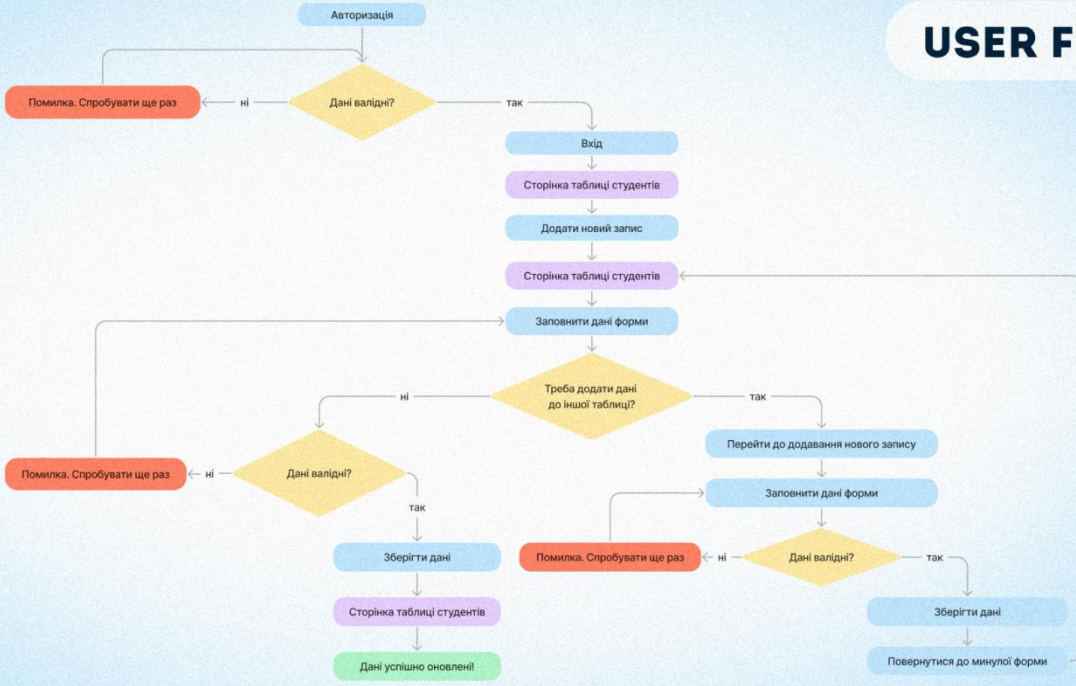 Авторизація
USER F
Помилка. Спробувати ще раз
ні
Дані валідні?
так
Вхід
Сторінка таблиці студентів
Додати новий запис
Сторінка таблиці студентів
Заповнити дані форми
Треба додати дані
до іншої таблиці?
ні
так
Перейти до додавання нового запису
Помилка. Спробувати ще раз
ні
Дані валідні?
так
Заповнити дані форми
Зберігти дані
Помилка. Спробувати ще раз
ні
Дані валідні?
так
Сторінка таблиці студентів
Зберігти дані
Дані успішно оновлені!
Повернутися до минулої форми